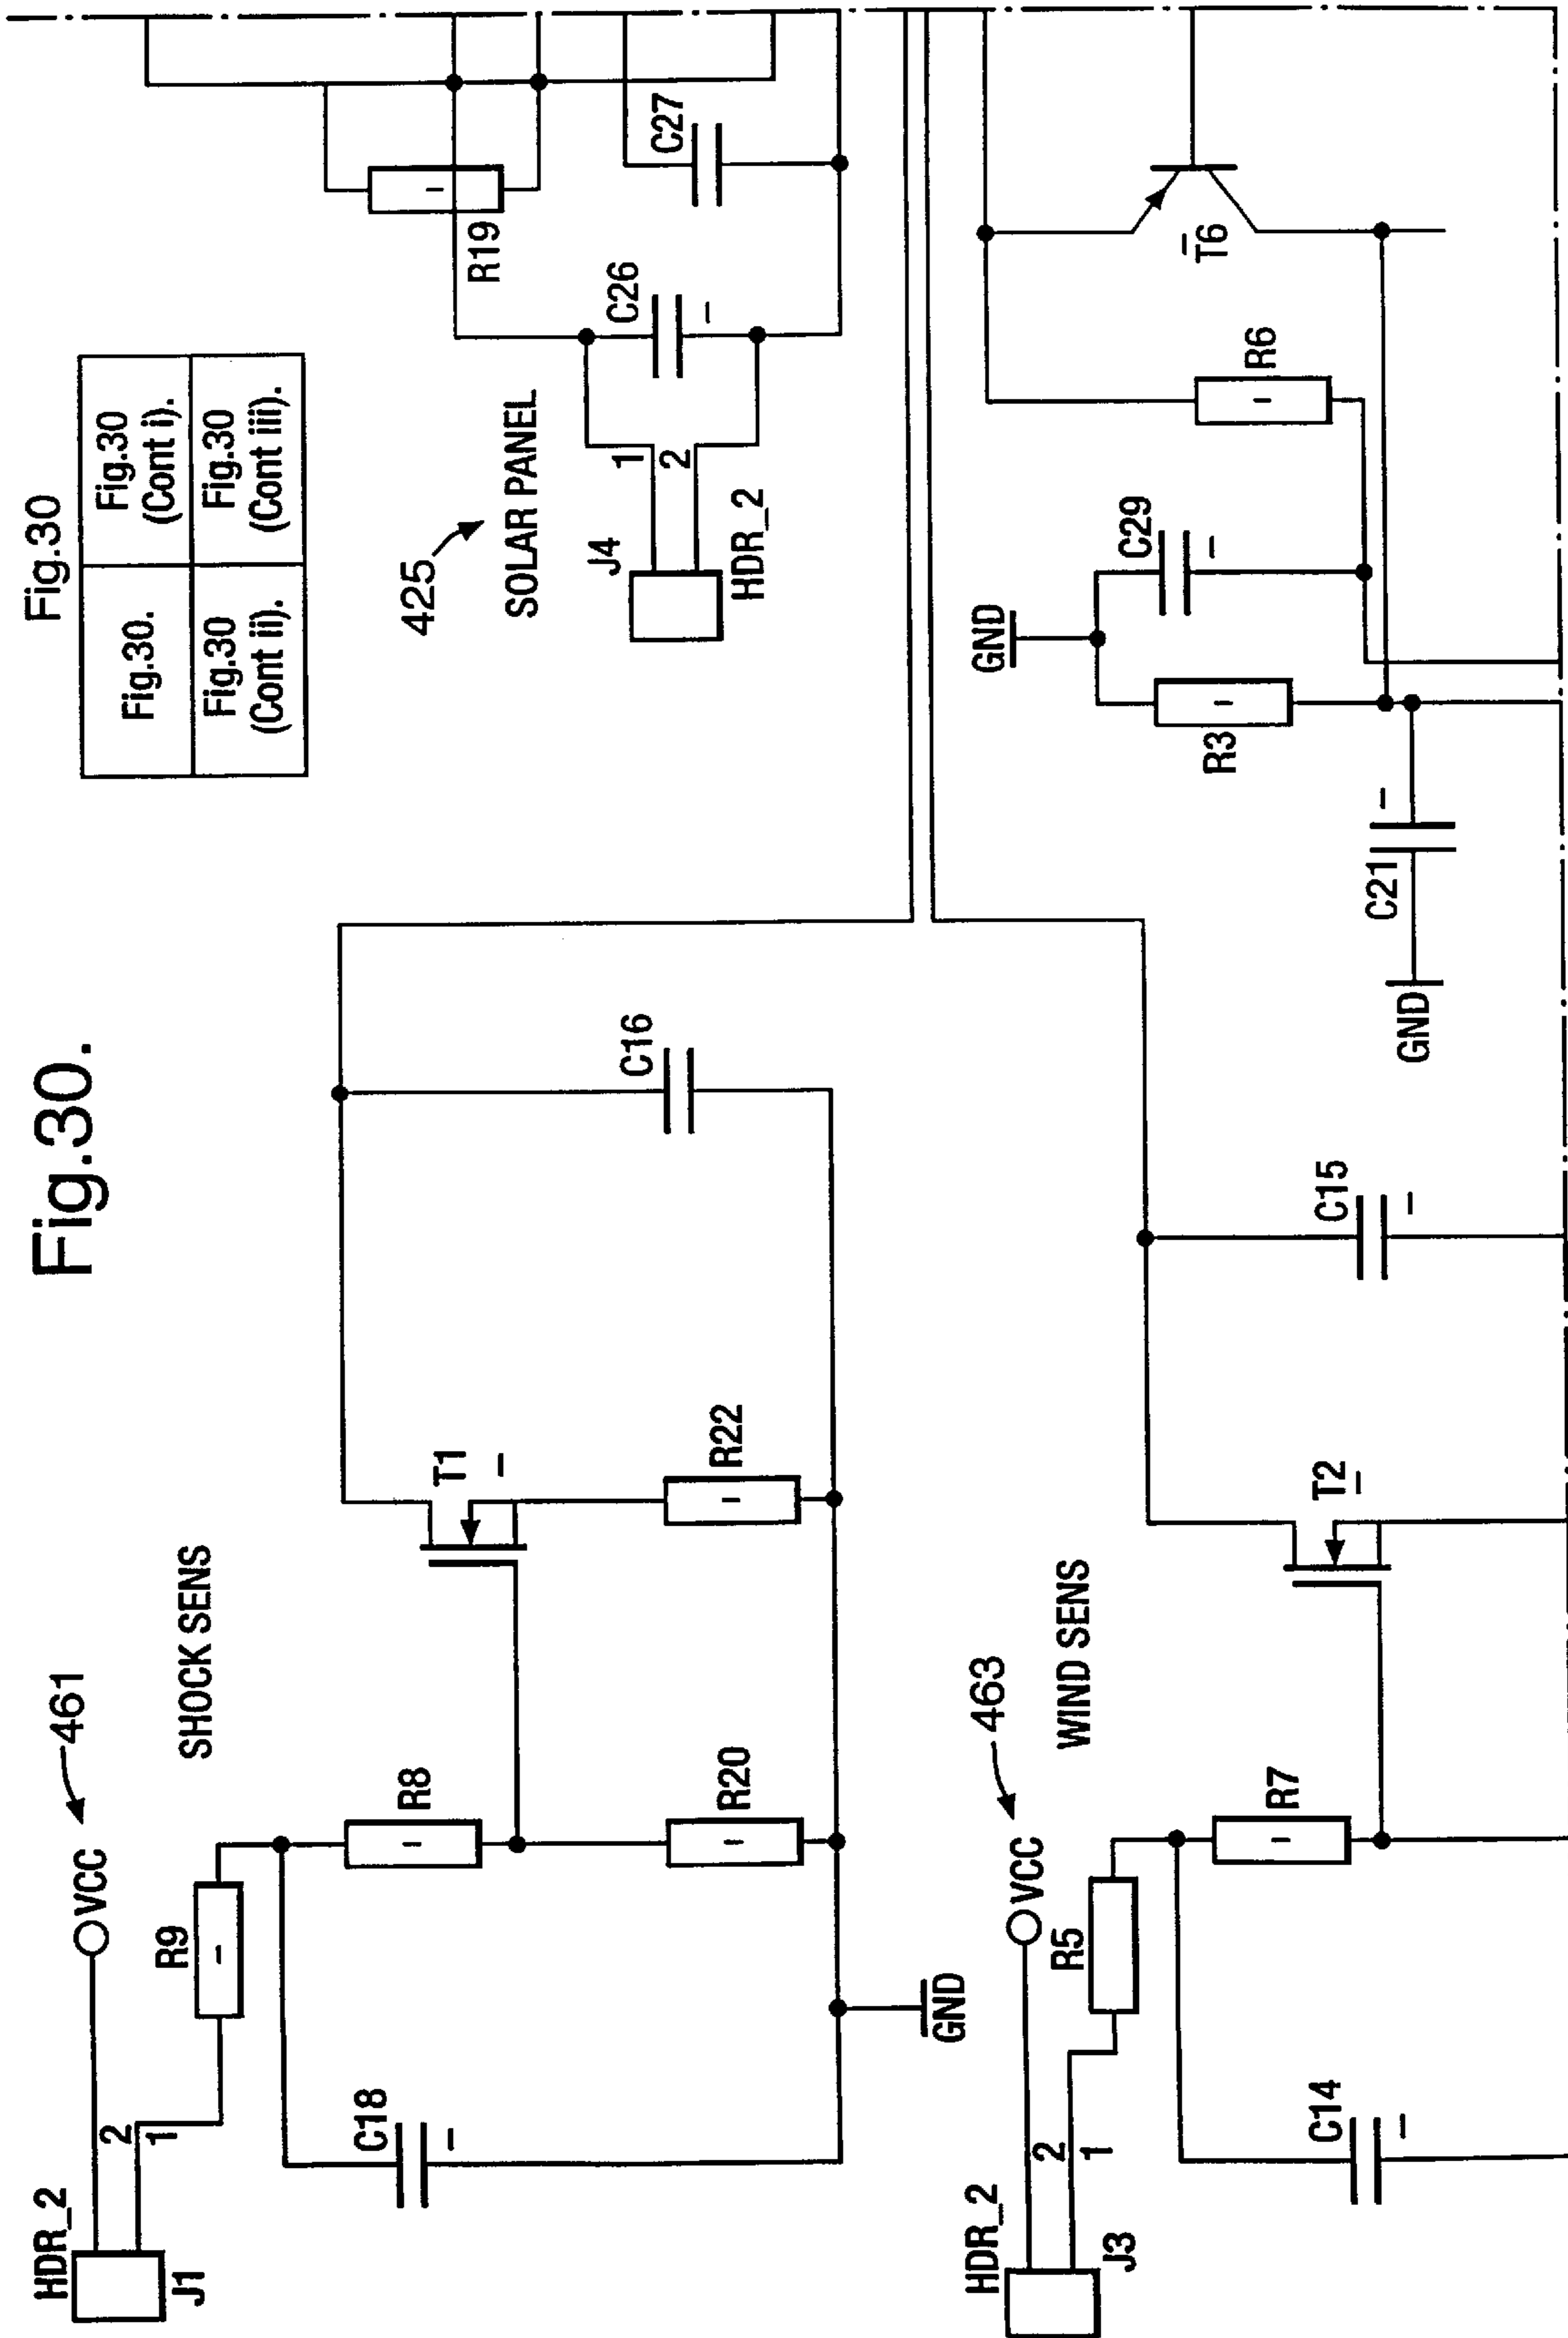 Fig.30.
Fig.30
Fig.30.
Fig.30
(Cont i).
Fig.30
(Cont ii).
Fig.30
(Cont iii).
461
VCC
HDR_2
2
1
J1
R9
SHOCK SENS
C18
R8
R20
T1
R22
C16
GND
425
SOLAR PANEL
J4
1
2
HDR_2
C26
R19
C27
463
VCC
HDR_2
2
1
J3
R5
WIND SENS
C14
R7
T2
C15
GND
C21
R3
GND
C29
R6
T6